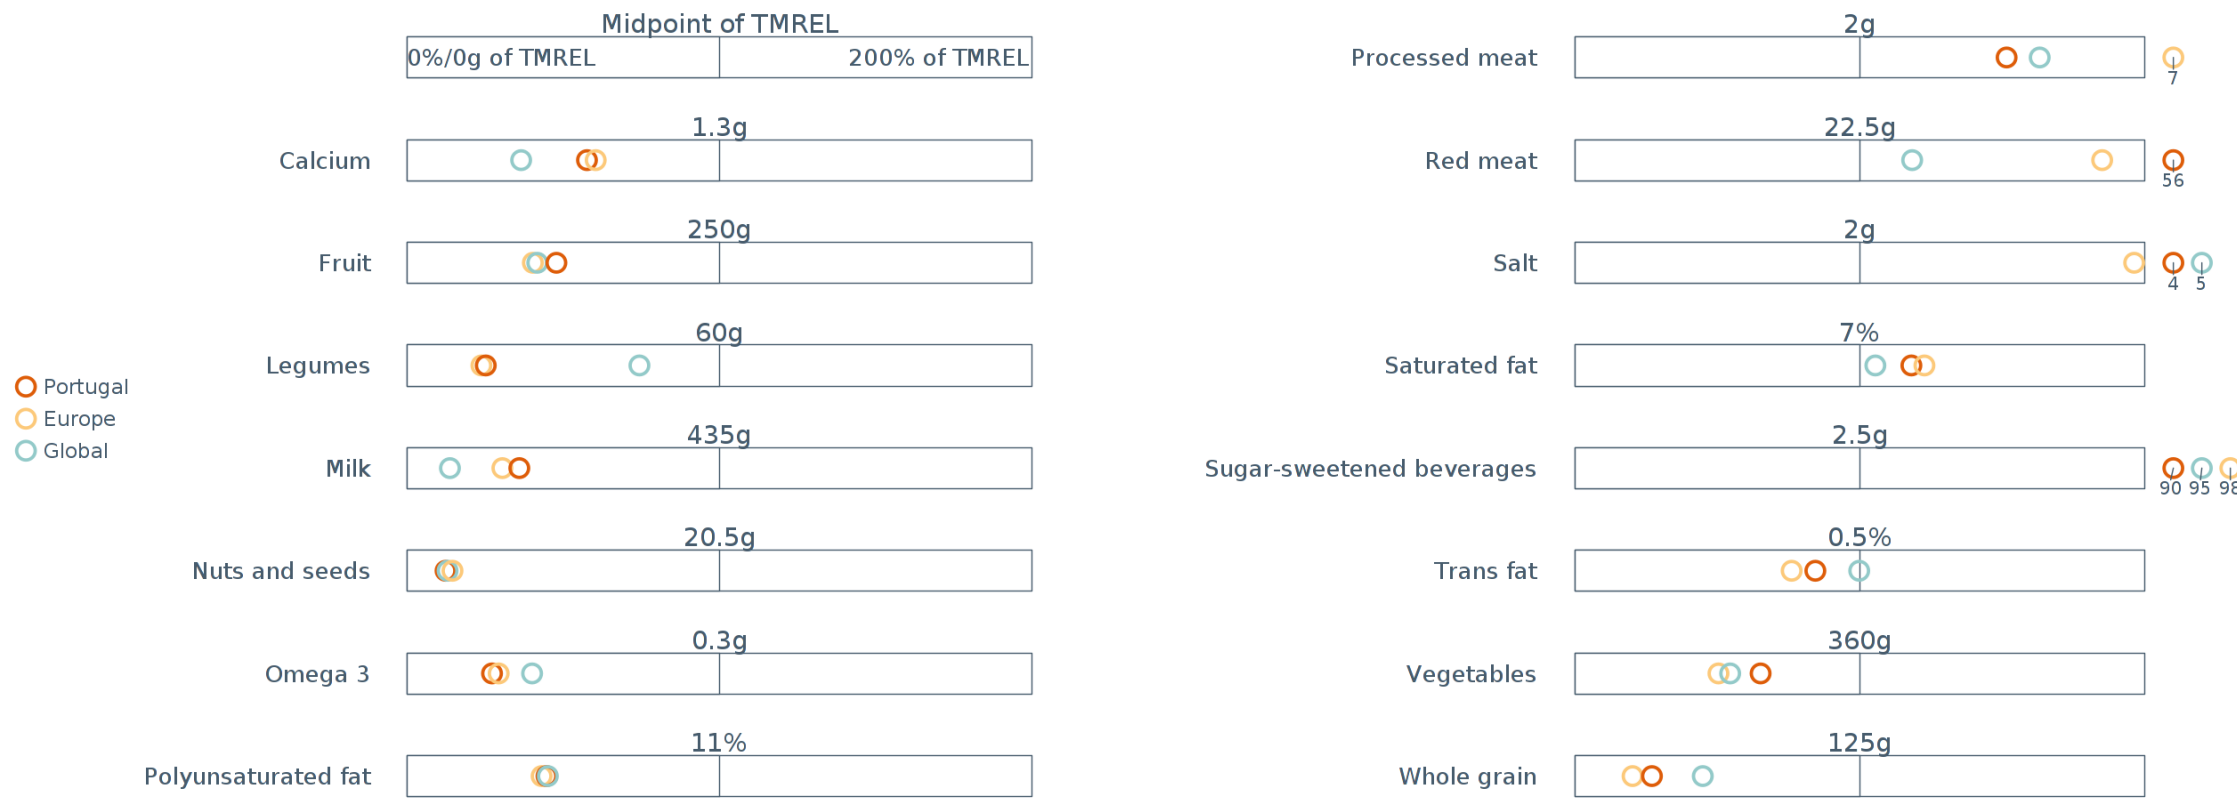 Midpoint of TMREL
0%/0g of TMREL
200% of TMREL
1.3g
Calcium
250g
Fruit
60g
Legumes
435g
Milk
20.5g
Nuts and seeds
0.3g
Omega 3
11%
Polyunsaturated fat
Portugal
Europe
Global
2g
Processed meat
7
22.5g
Red meat
56
2g
Salt
4 5
7%
Saturated fat
2.5g
Sugar-sweetened beverages
90 95 98
0.5%
Trans fat
360g
Vegetables
125g
Whole grain